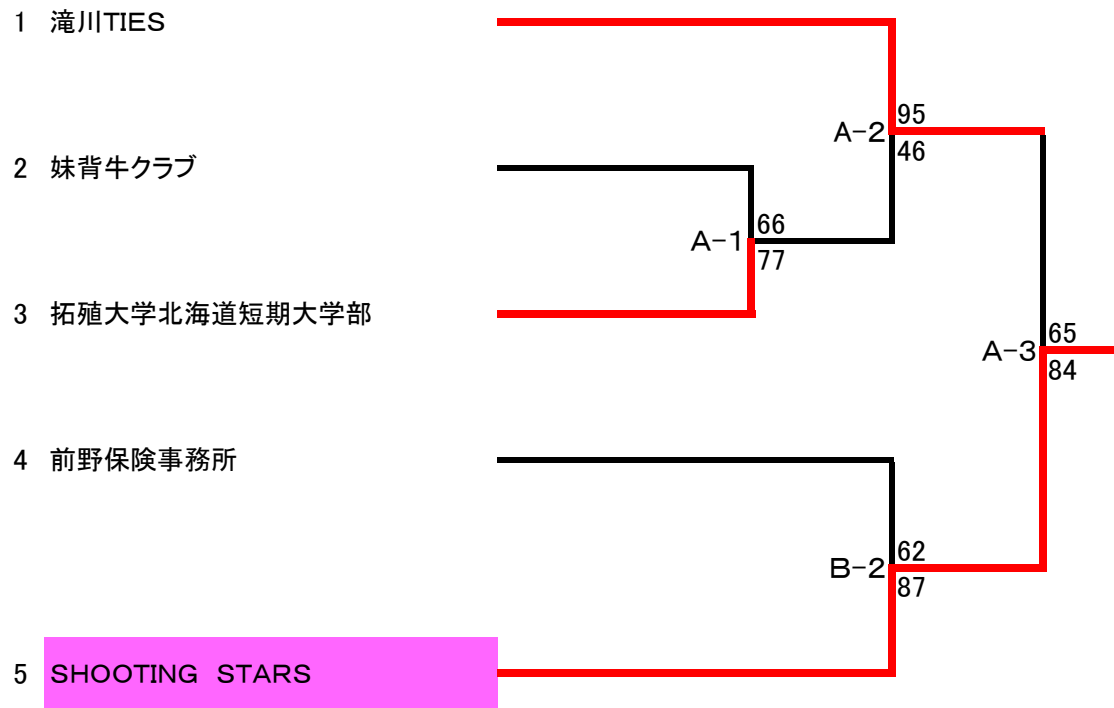 1 滝川TIES
95
A-2
46
2 妹背牛クラブ
66
A-1
77
3 拓殖大学北海道短期大学部
65
A-3
84
4 前野保険事務所
62
B-2
87
5 SHOOTING STARS